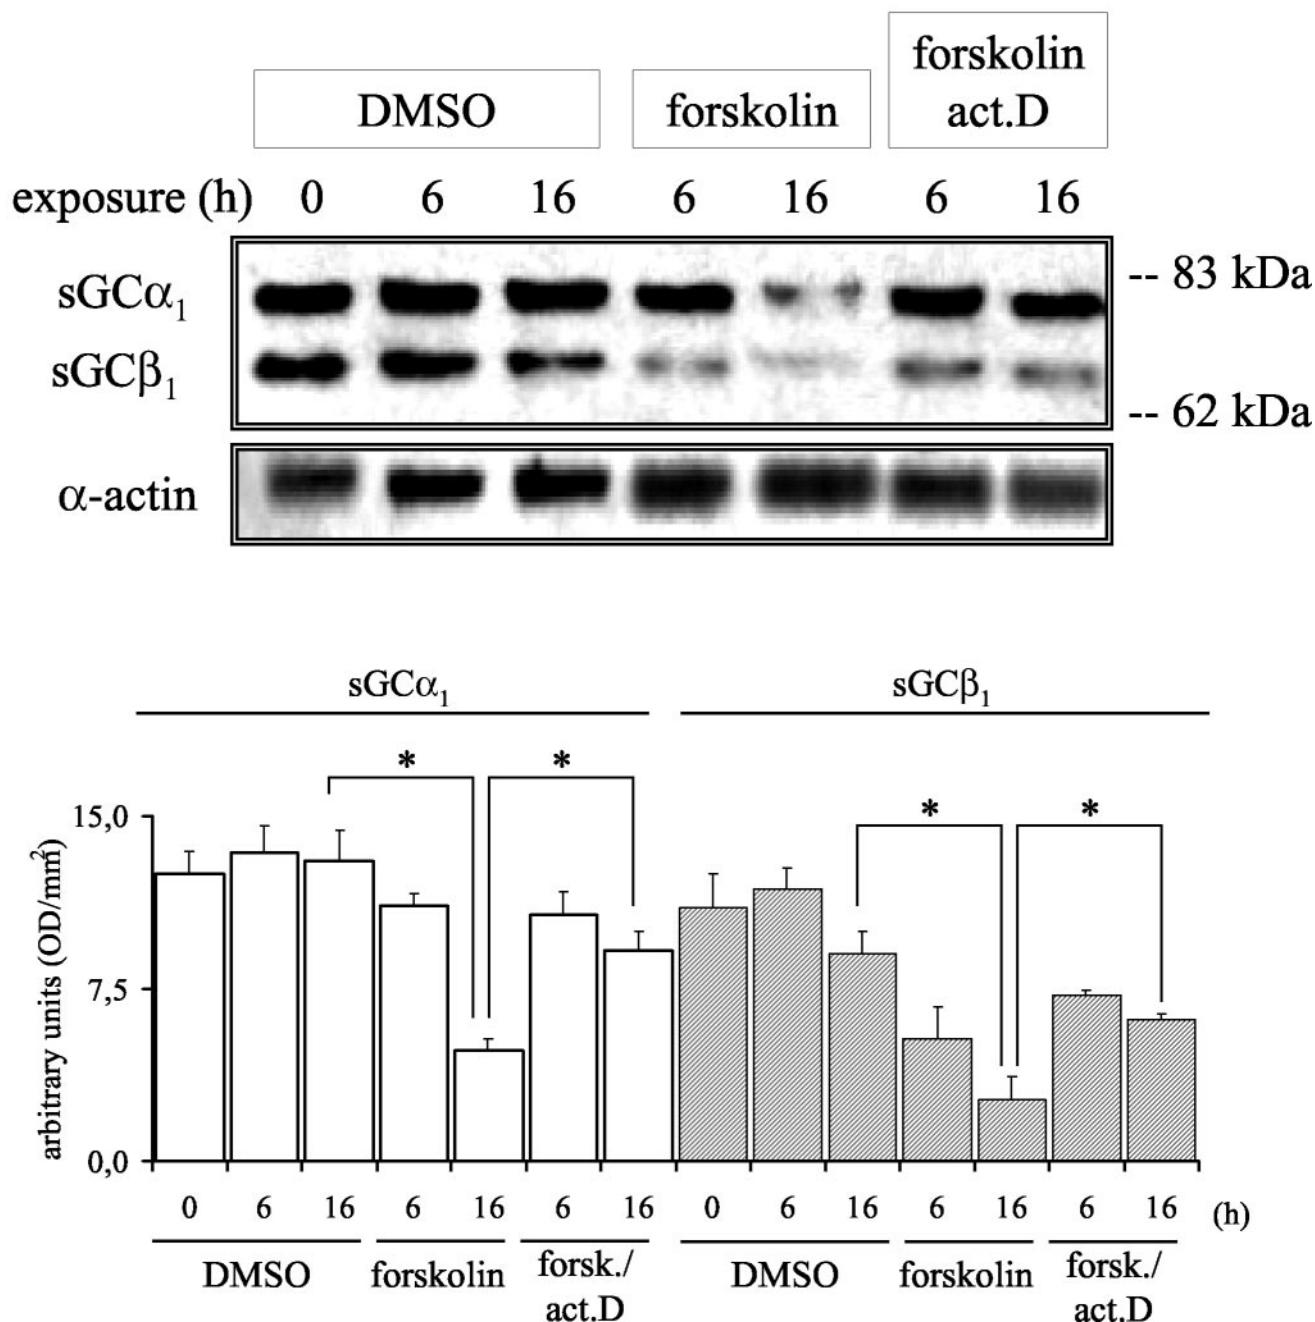 DMSO forskolin forskolin
act.D
exposure (h) 0 6 16 6 16 6 16
sGCα₁
sGCβ₁
-- 83 kDa
-- 62 kDa
α-actin
sGCα₁ sGCβ₁
* * * *
15,0
7,5
0,0
arbitrary units (OD/mm²)
0 6 16 6 16 6 16 0 6 16 6 16 6 16 (h)
DMSO forskolin forsk./ DMSO forskolin forsk./
act.D act.D